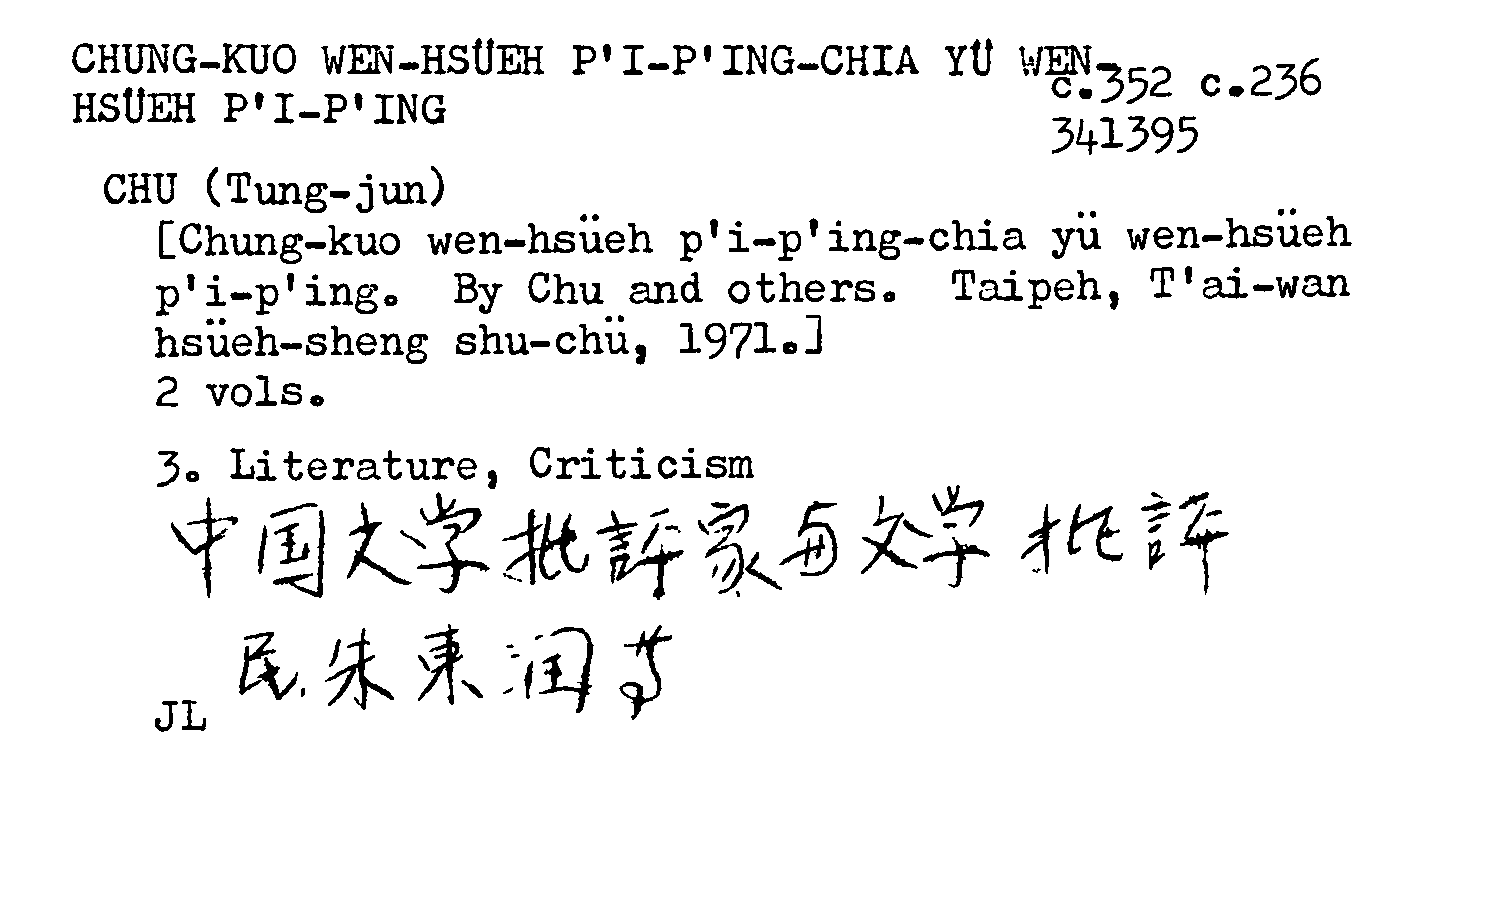 CHUNG-KUO WEN-HSÜEH P'I-P'ING-CHIA YÜ WEN-
HSÜEH P'I-P'ING
c.352 c.236
341395
CHU (Tung-jun)
[Chung-kuo wen-hsüeh p'i-p'ing-chia yü wen-hsüeh
p'i-p'ing. By Chu and others. Taipeh, T'ai-wan
hsüeh-sheng shu-chü, 1971.]
2 vols.
3. Literature, Criticism
中国文学批評家与文学批評
民.朱東润等
JL